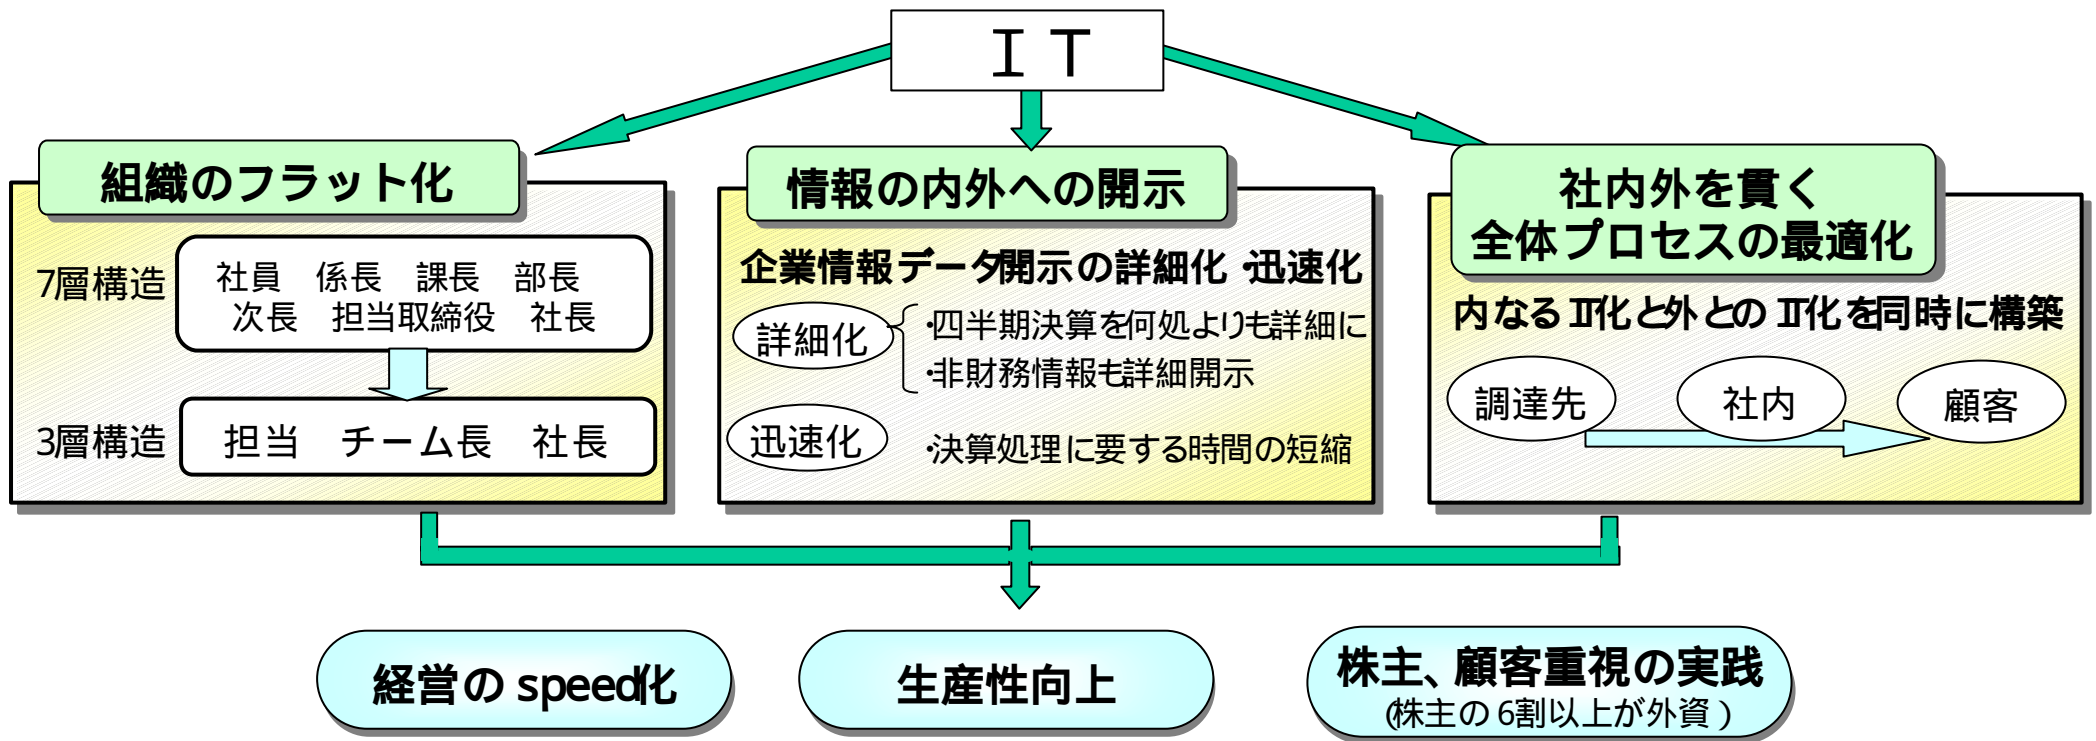 ＩＴ
組織のフラット化
7層構造
社員　係長　課長　部長
次長　担当取締役　社長
3層構造
担当　チーム長　社長
情報の内外への開示
企業情報データ開示の詳細化・迅速化
詳細化
・四半期決算を何処よりも詳細に
・非財務情報も詳細開示
迅速化
・決算処理に要する時間の短縮
社内外を貫く
全体プロセスの最適化
内なるIT化と外とのIT化を同時に構築
調達先
社内
顧客
経営のspeed化
生産性向上
株主、顧客重視の実践
(株主の6割以上が外資)